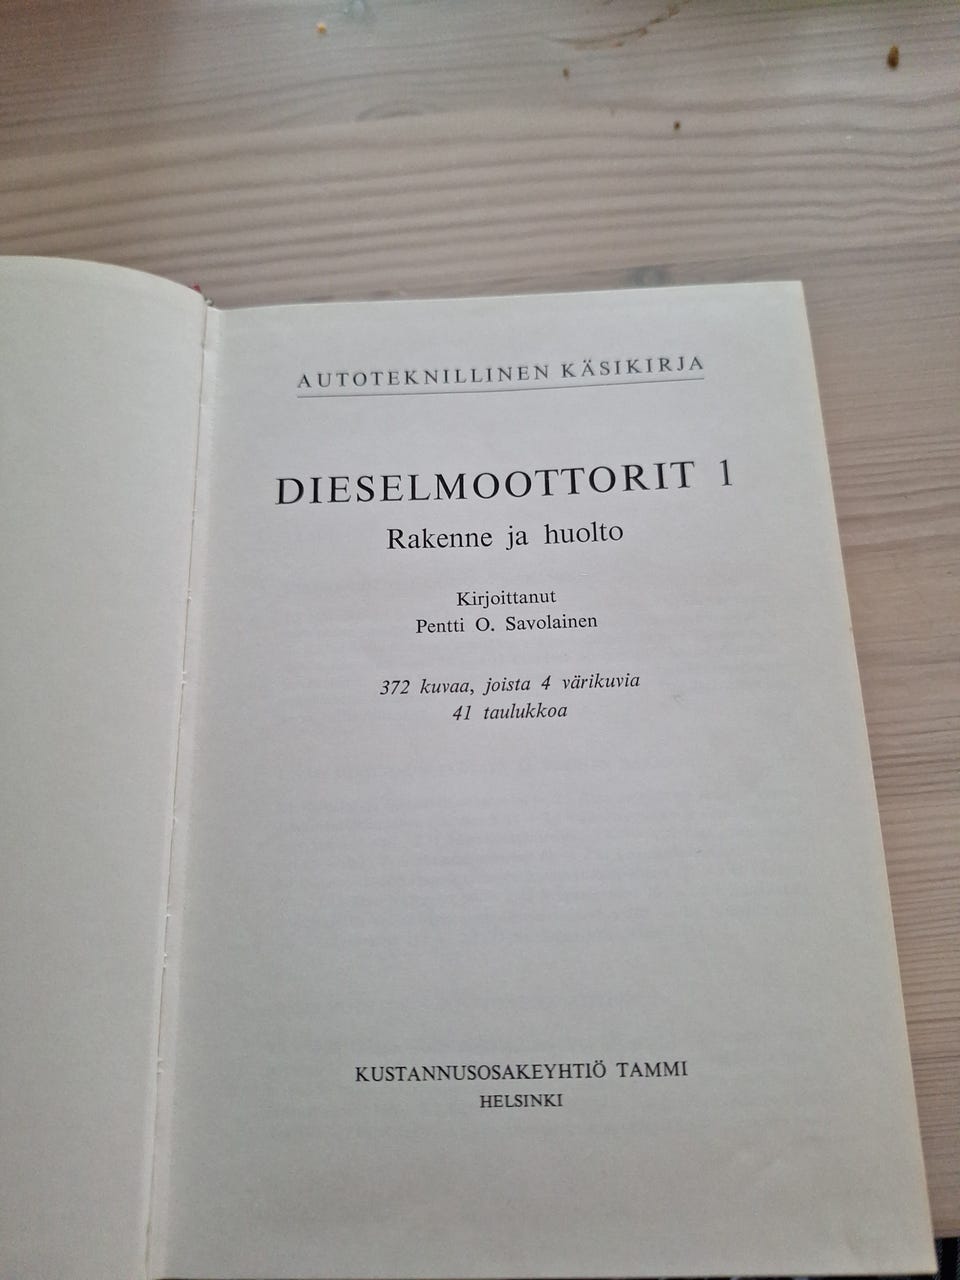 AUTOTEKNILLINEN KÄSIKIRJA
DIESELMOOTTORIT 1
Rakenne ja huolto
Kirjoittanut
Pentti O. Savolainen
372 kuvaa, joista 4 värikuvia
41 taulukkoa
KUSTANNUSOSAKEYHTIÖ TAMMI
HELSINKI